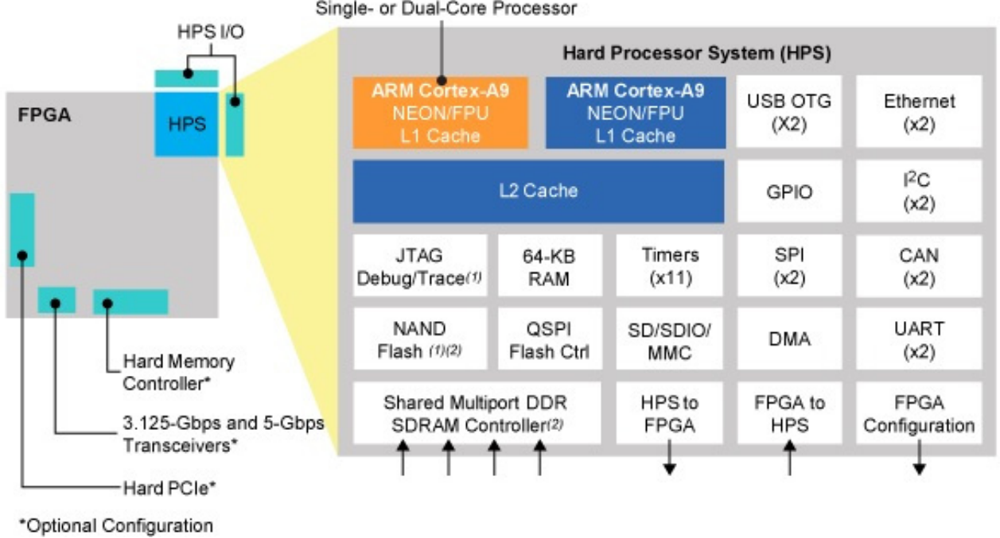 Single- or Dual-Core Processor
HPS I/O
FPGA
HPS
Hard Memory
Controller*
3.125-Gbps and 5-Gbps
Transceivers*
Hard PCIe*
*Optional Configuration
Hard Processor System (HPS)
ARM Cortex-A9
NEON/FPU
L1 Cache
ARM Cortex-A9
NEON/FPU
L1 Cache
USB OTG
(X2)
Ethernet
(x2)
L2 Cache
GPIO
I²C
(x2)
JTAG
Debug/Trace(1)
64-KB
RAM
Timers
(x11)
SPI
(x2)
CAN
(x2)
NAND
Flash (1)(2)
QSPI
Flash Ctrl
SD/SDIO/
MMC
DMA
UART
(x2)
Shared Multiport DDR
SDRAM Controller(2)
HPS to
FPGA
FPGA to
HPS
FPGA
Configuration